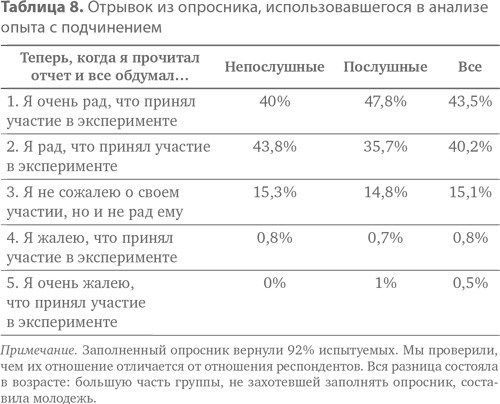 Таблица 8. Отрывок из опросника, использовавшегося в анализе
опыта с подчинением
Теперь, когда я прочитал
отчет и все обдумал…
Непослушные Послушные Все
1. Я очень рад, что принял
участие в эксперименте
40% 47,8% 43,5%
2. Я рад, что принял участие
в эксперименте
43,8% 35,7% 40,2%
3. Я не сожалею о своем
участии, но и не рад ему
15,3% 14,8% 15,1%
4. Я жалею, что принял
участие в эксперименте
0,8% 0,7% 0,8%
5. Я очень жалею,
что принял участие
в эксперименте
0% 1% 0,5%
Примечание. Заполненный опросник вернули 92% испытуемых. Мы проверили,
чем их отношение отличается от отношения респондентов. Вся разница состояла
в возрасте: большую часть группы, не захотевшей заполнять опросник, соста-
вила молодежь.